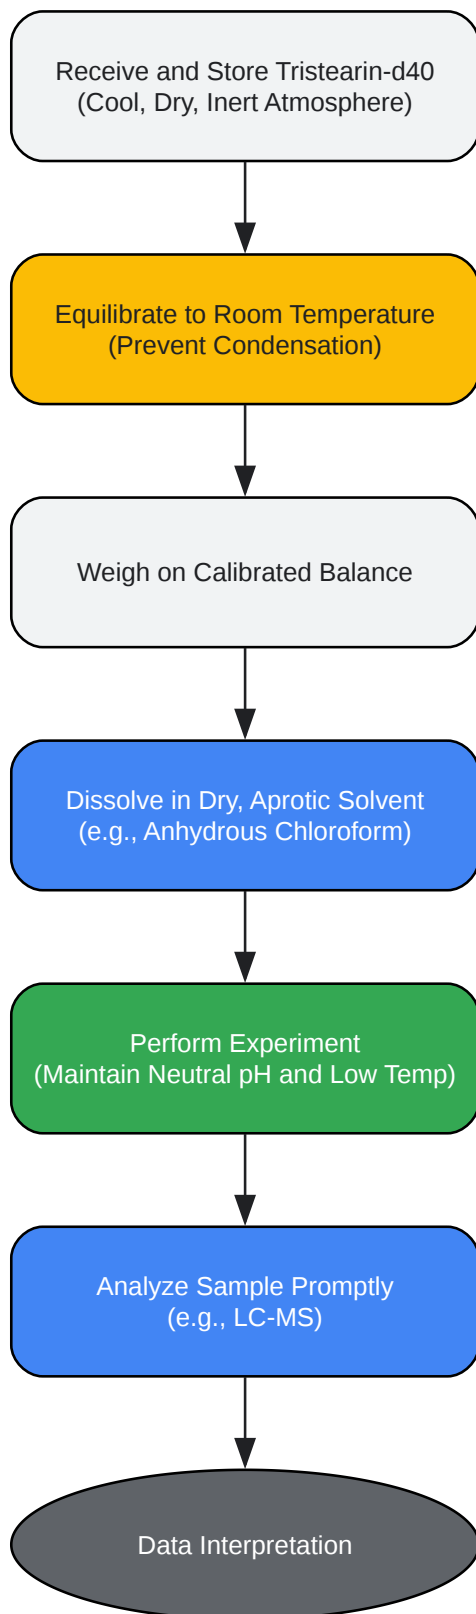 Receive and Store Tristearin-d40
(Cool, Dry, Inert Atmosphere)
Equilibrate to Room Temperature
(Prevent Condensation)
Weigh on Calibrated Balance
Dissolve in Dry, Aprotic Solvent
(e.g., Anhydrous Chloroform)
Perform Experiment
(Maintain Neutral pH and Low Temp)
Analyze Sample Promptly
(e.g., LC-MS)
Data Interpretation